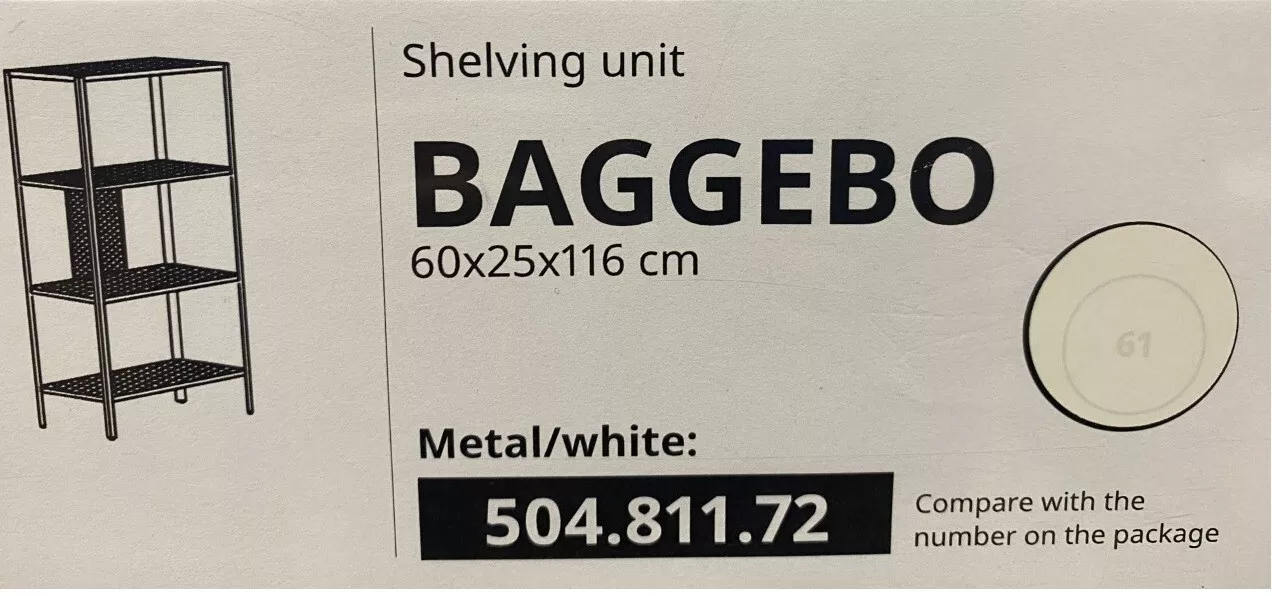 Shelving unit
BAGGEBO
60x25x116 cm
61
Metal/white:
504.811.72
Compare with the
number on the package